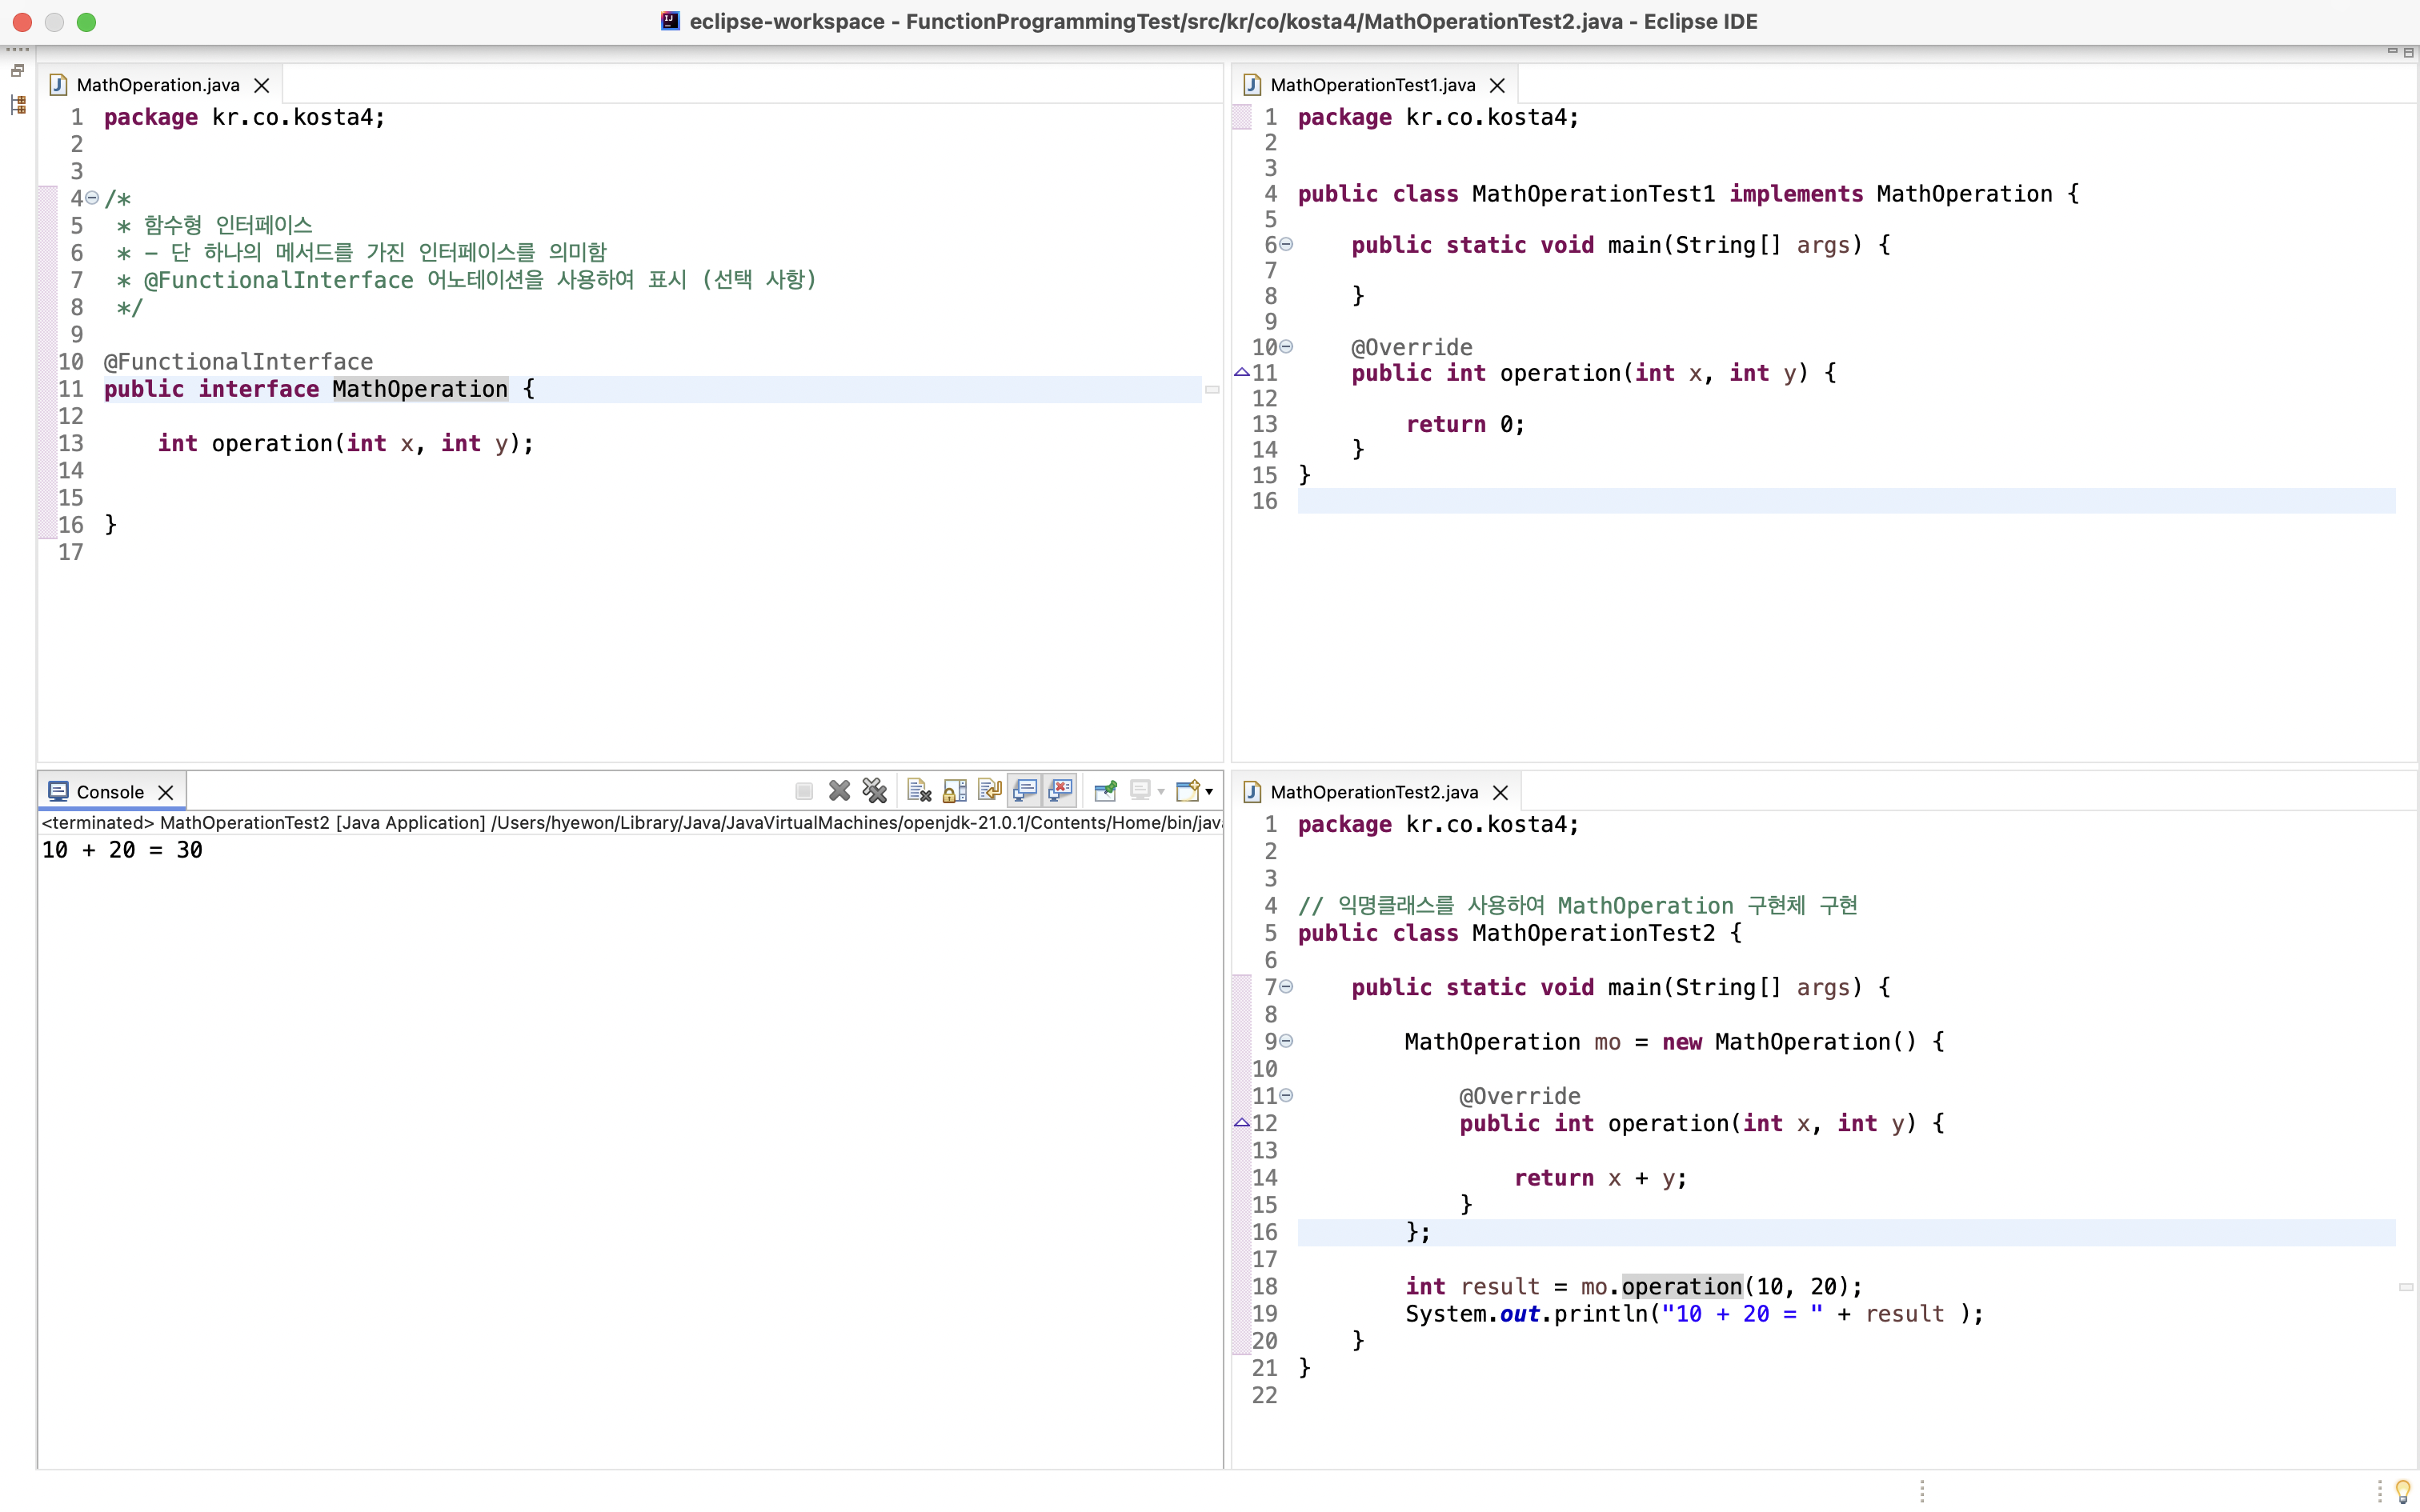 eclipse-workspace - FunctionProgrammingTest/src/kr/co/kosta4/MathOperationTest2.java - Eclipse IDE
MathOperation.java
1 package kr.co.kosta4;
2
3
4 /*
5 * 함수형 인터페이스
6 * - 단 하나의 메서드를 가진 인터페이스를 의미함
7 * @FunctionalInterface 어노테이션을 사용하여 표시 (선택 사항)
8 */
9
10 @FunctionalInterface
11 public interface MathOperation {
12
13 int operation(int x, int y);
14
15
16 }
17
MathOperationTest1.java
1 package kr.co.kosta4;
2
3
4 public class MathOperationTest1 implements MathOperation {
5
6 public static void main(String[] args) {
7
8 }
9
10 @Override
11 public int operation(int x, int y) {
12
13 return 0;
14 }
15 }
16
Console
<terminated> MathOperationTest2 [Java Application] /Users/hyewon/Library/Java/JavaVirtualMachines/openjdk-21.0.1/Contents/Home/bin/jav
10 + 20 = 30
MathOperationTest2.java
1 package kr.co.kosta4;
2
3
4 // 익명클래스를 사용하여 MathOperation 구현체 구현
5 public class MathOperationTest2 {
6
7 public static void main(String[] args) {
8
9 MathOperation mo = new MathOperation() {
10
11 @Override
12 public int operation(int x, int y) {
13
14 return x + y;
15 }
16 };
17
18 int result = mo.operation(10, 20);
19 System.out.println("10 + 20 = " + result );
20 }
21 }
22